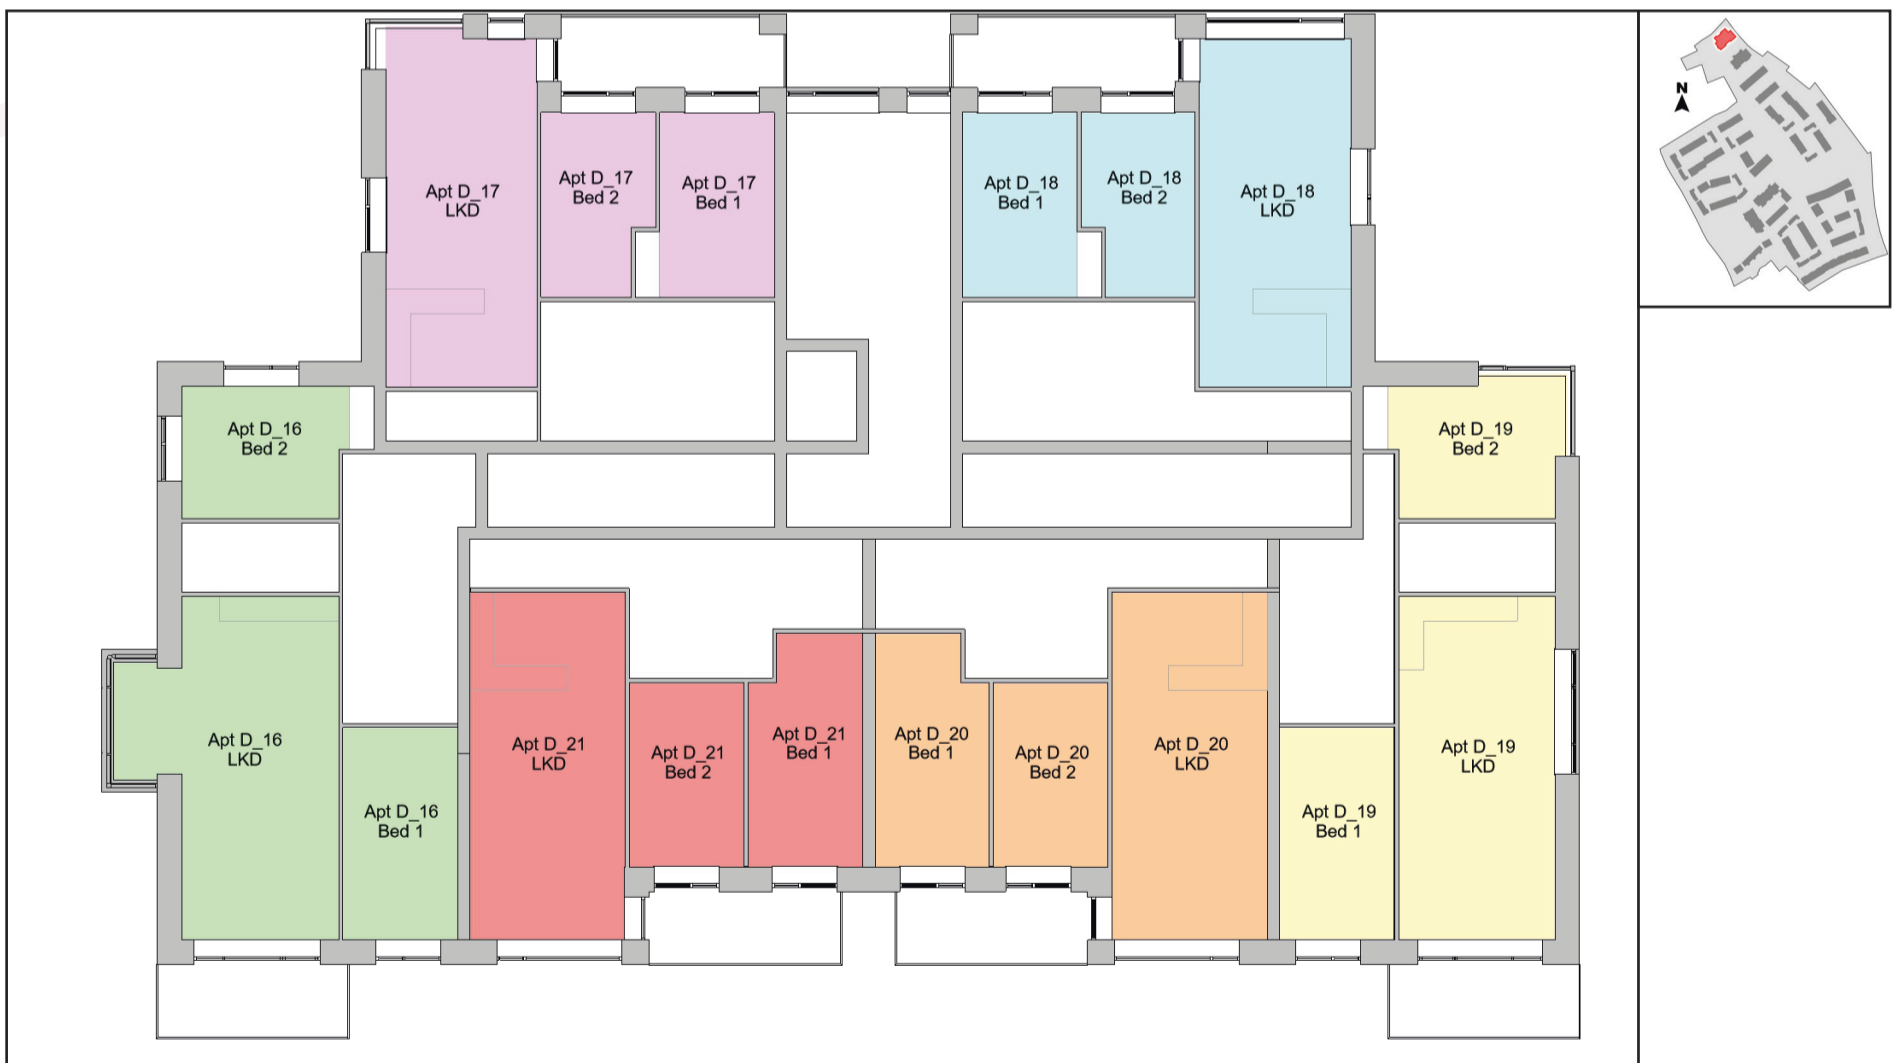 N
Apt D_17
LKD
Apt D_17
Bed 2
Apt D_17
Bed 1
Apt D_18
Bed 1
Apt D_18
Bed 2
Apt D_18
LKD
Apt D_16
Bed 2
Apt D_19
Bed 2
Apt D_16
LKD
Apt D_16
Bed 1
Apt D_21
LKD
Apt D_21
Bed 2
Apt D_21
Bed 1
Apt D_20
Bed 1
Apt D_20
Bed 2
Apt D_20
LKD
Apt D_19
Bed 1
Apt D_19
LKD